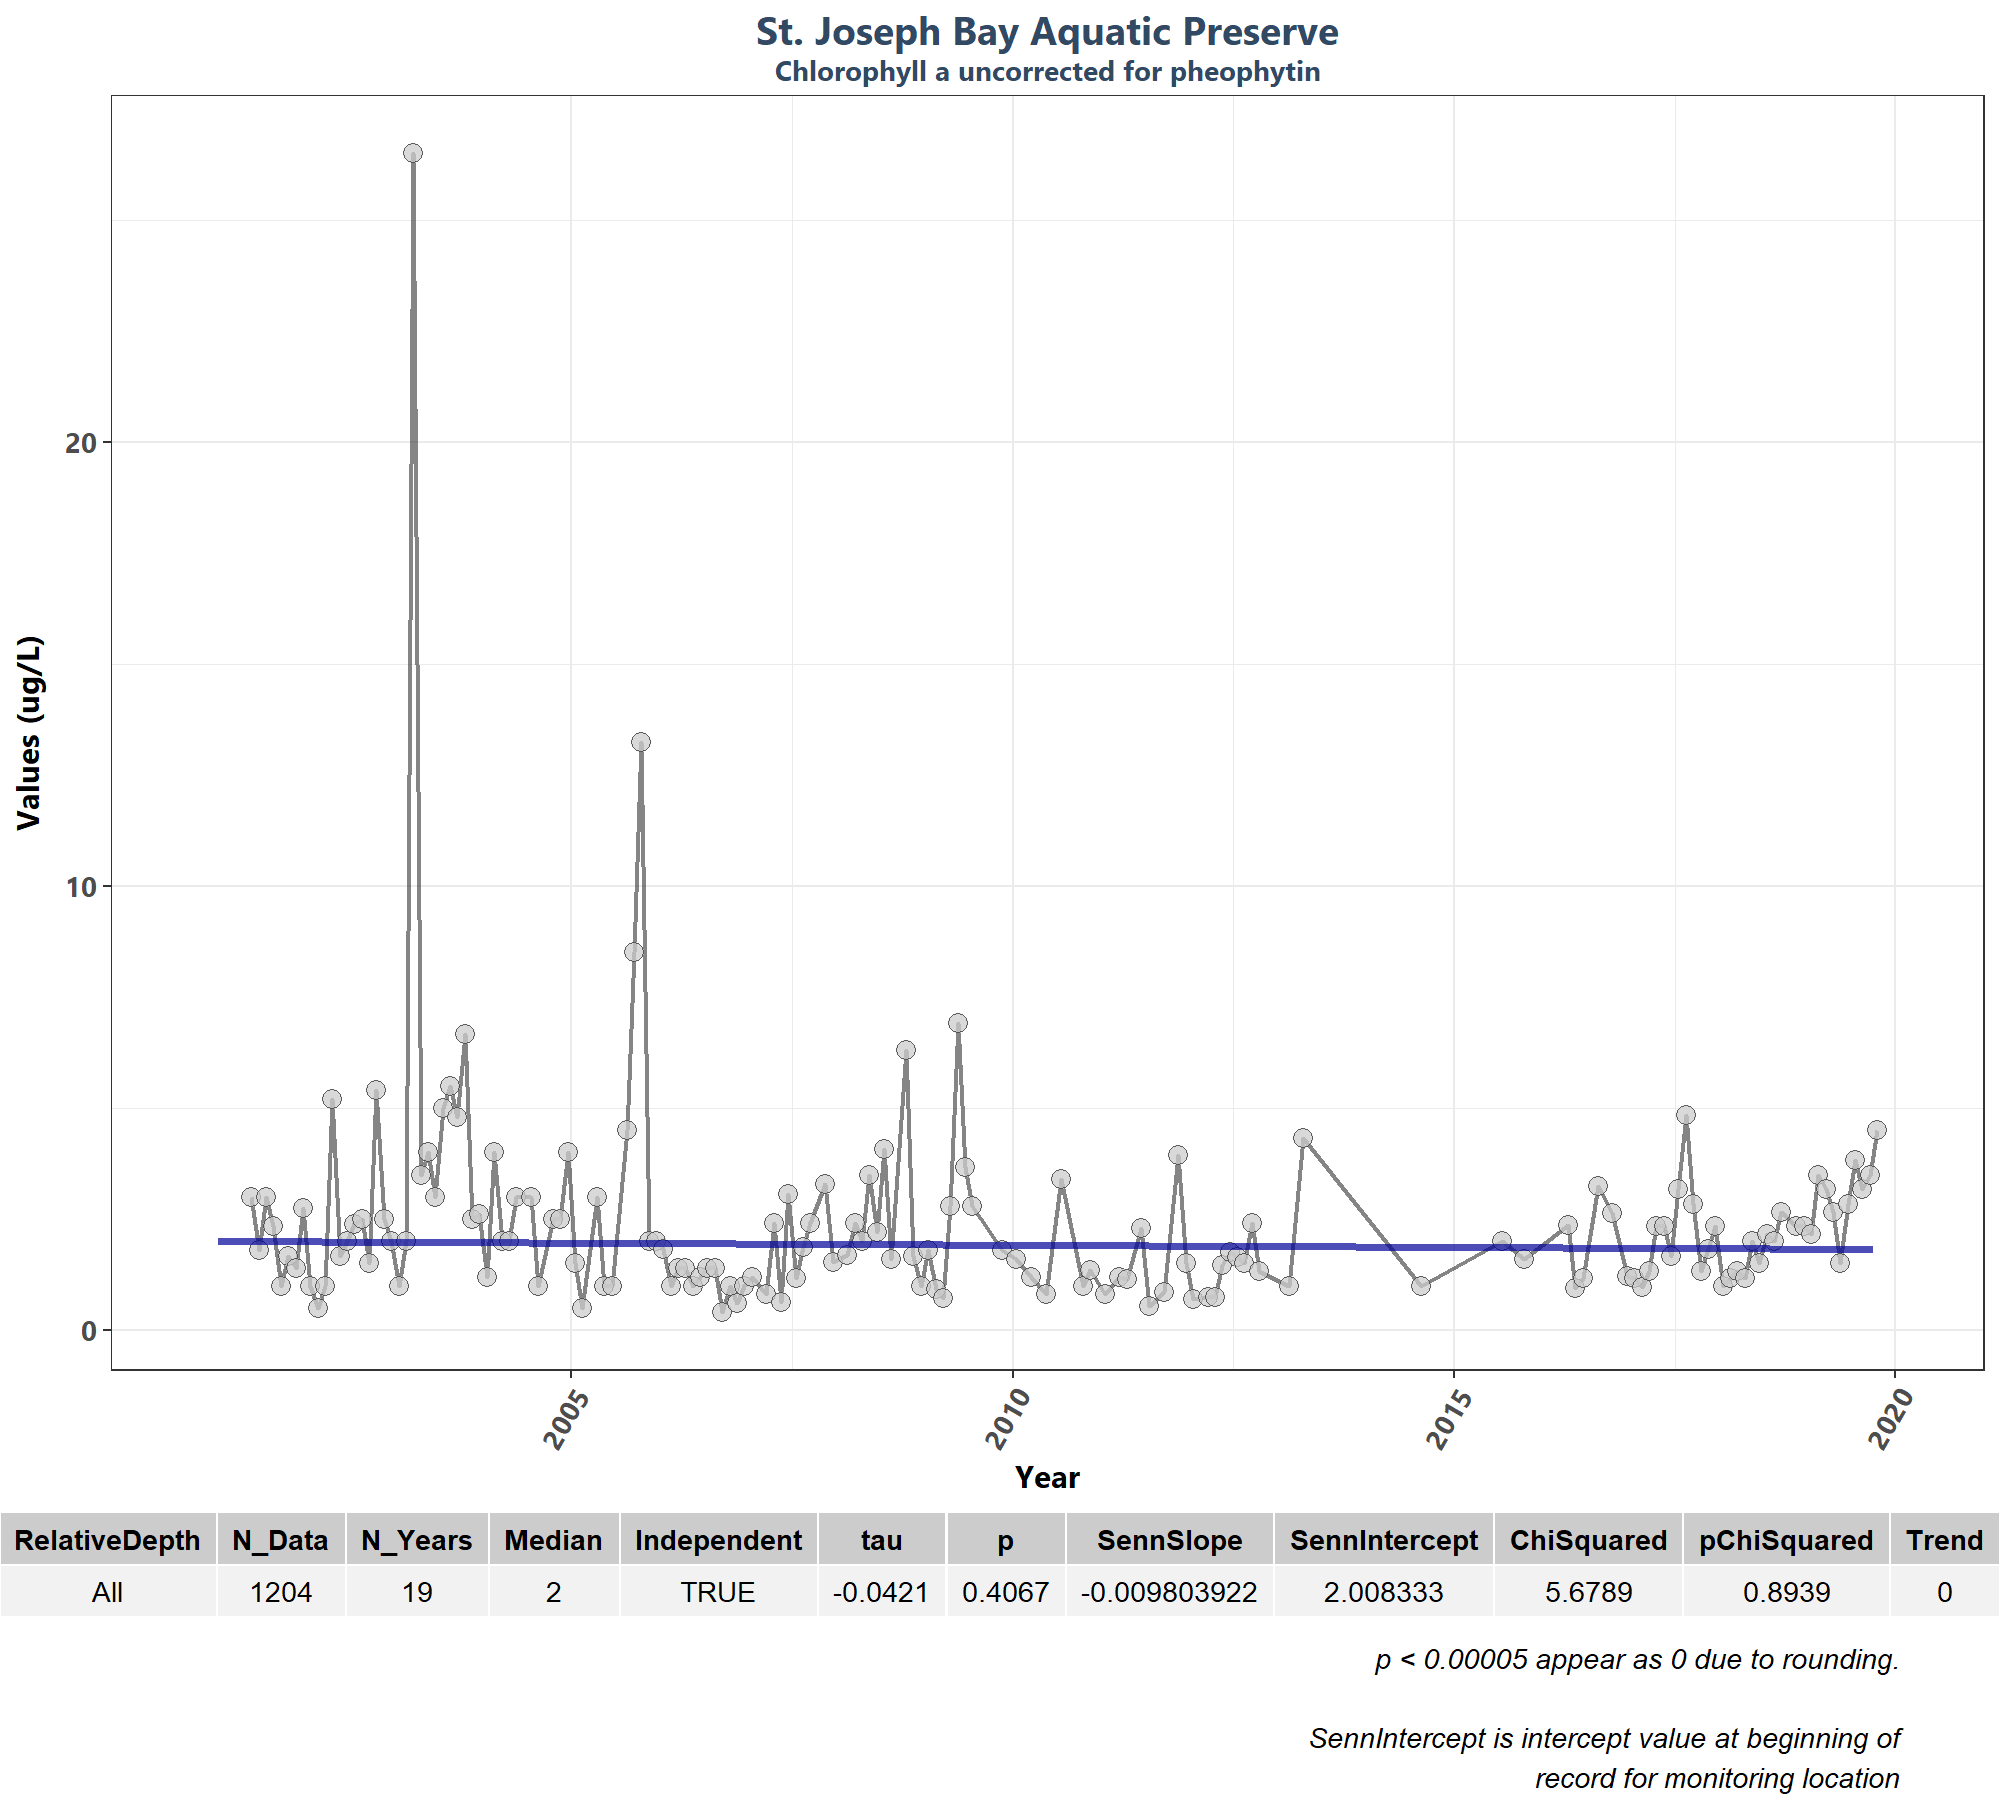 St. Joseph Bay Aquatic Preserve
Chlorophyll a uncorrected for pheophytin
Values (ug/L)
20
10
0
2005 2010 2015 2020
Year
RelativeDepth N_Data N_Years Median Independent tau p SennSlope SennIntercept ChiSquared pChiSquared Trend
All 1204 19 2 TRUE -0.0421 0.4067 -0.009803922 2.008333 5.6789 0.8939 0
p < 0.00005 appear as 0 due to rounding.
SennIntercept is intercept value at beginning of
record for monitoring location